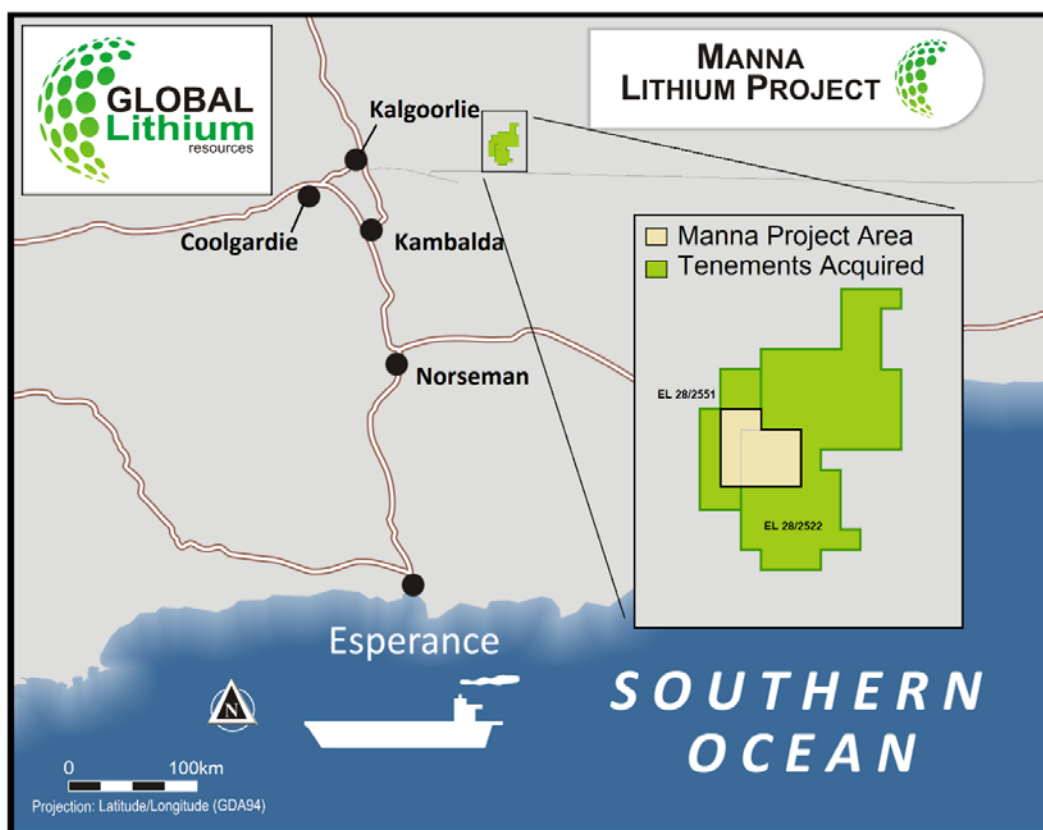 GLOBAL
Lithium
resources
MANNA
LITHIUM PROJECT
Kalgoorlie
Coolgardie
Kambalda
Norseman
Manna Project Area
Tenements Acquired
EL 28/2551
EL 28/2522
Esperance
SOUTHERN
OCEAN
N
0 100km
Projection: Latitude/Longitude (GDA94)